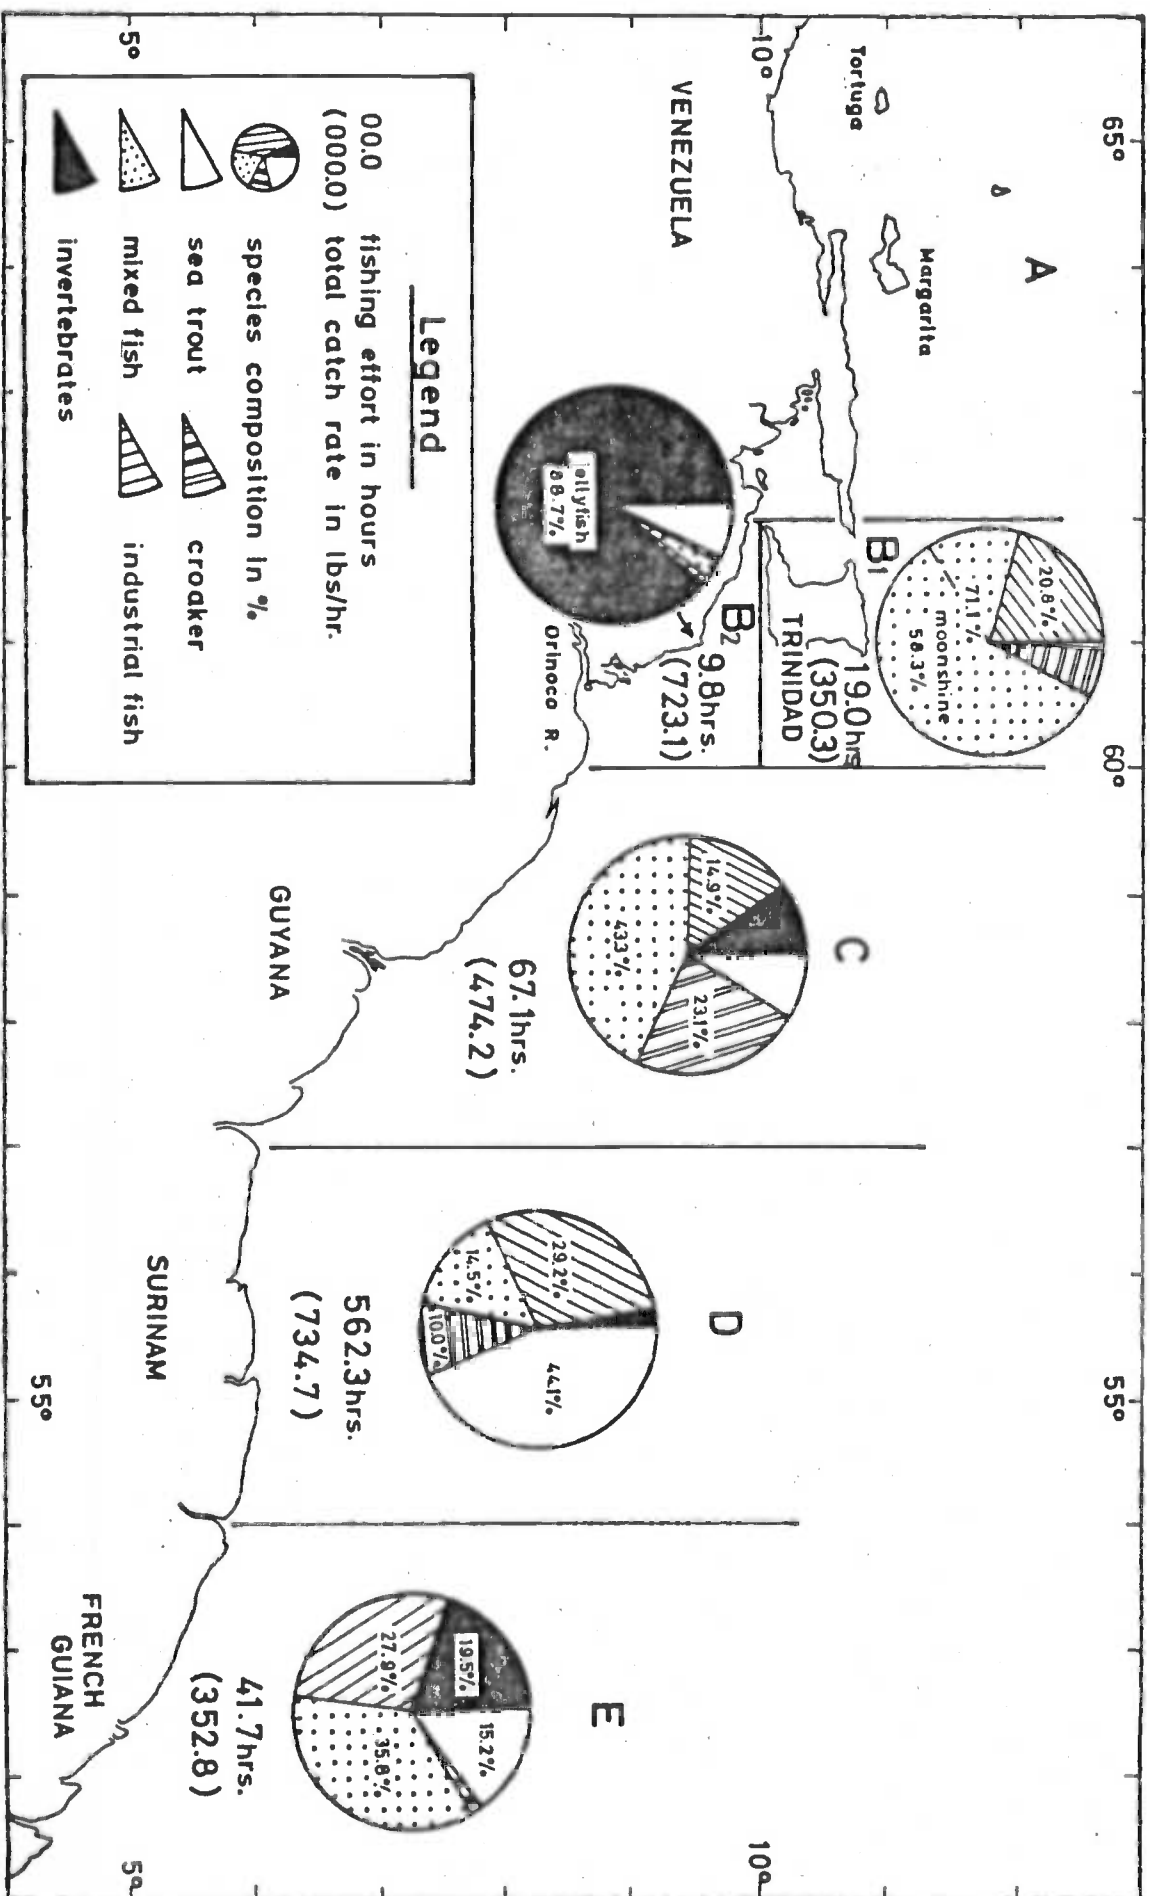 65°
60°
55°
10°
10°
5°
5°
55°
A
Tortuga
Margarita
VENEZUELA
B1
20.8%
71.1%
moonshine
58.3%
19.0hrs
(350.3)
TRINIDAD
B2
9.8hrs.
(723.1)
jellyfish
88.7%
Orinoco R.
C
14.9%
43.3%
23.1%
67.1hrs.
(474.2)
GUYANA
D
29.2%
14.5%
10.0%
44.1%
562.3hrs.
(734.7)
SURINAM
E
19.5%
27.9%
15.2%
35.8%
41.7hrs.
(352.8)
FRENCH
GUIANA
Legend
00.0 fishing effort in hours
(000.0) total catch rate in lbs/hr.
species composition in %
sea trout croaker
mixed fish industrial fish
invertebrates